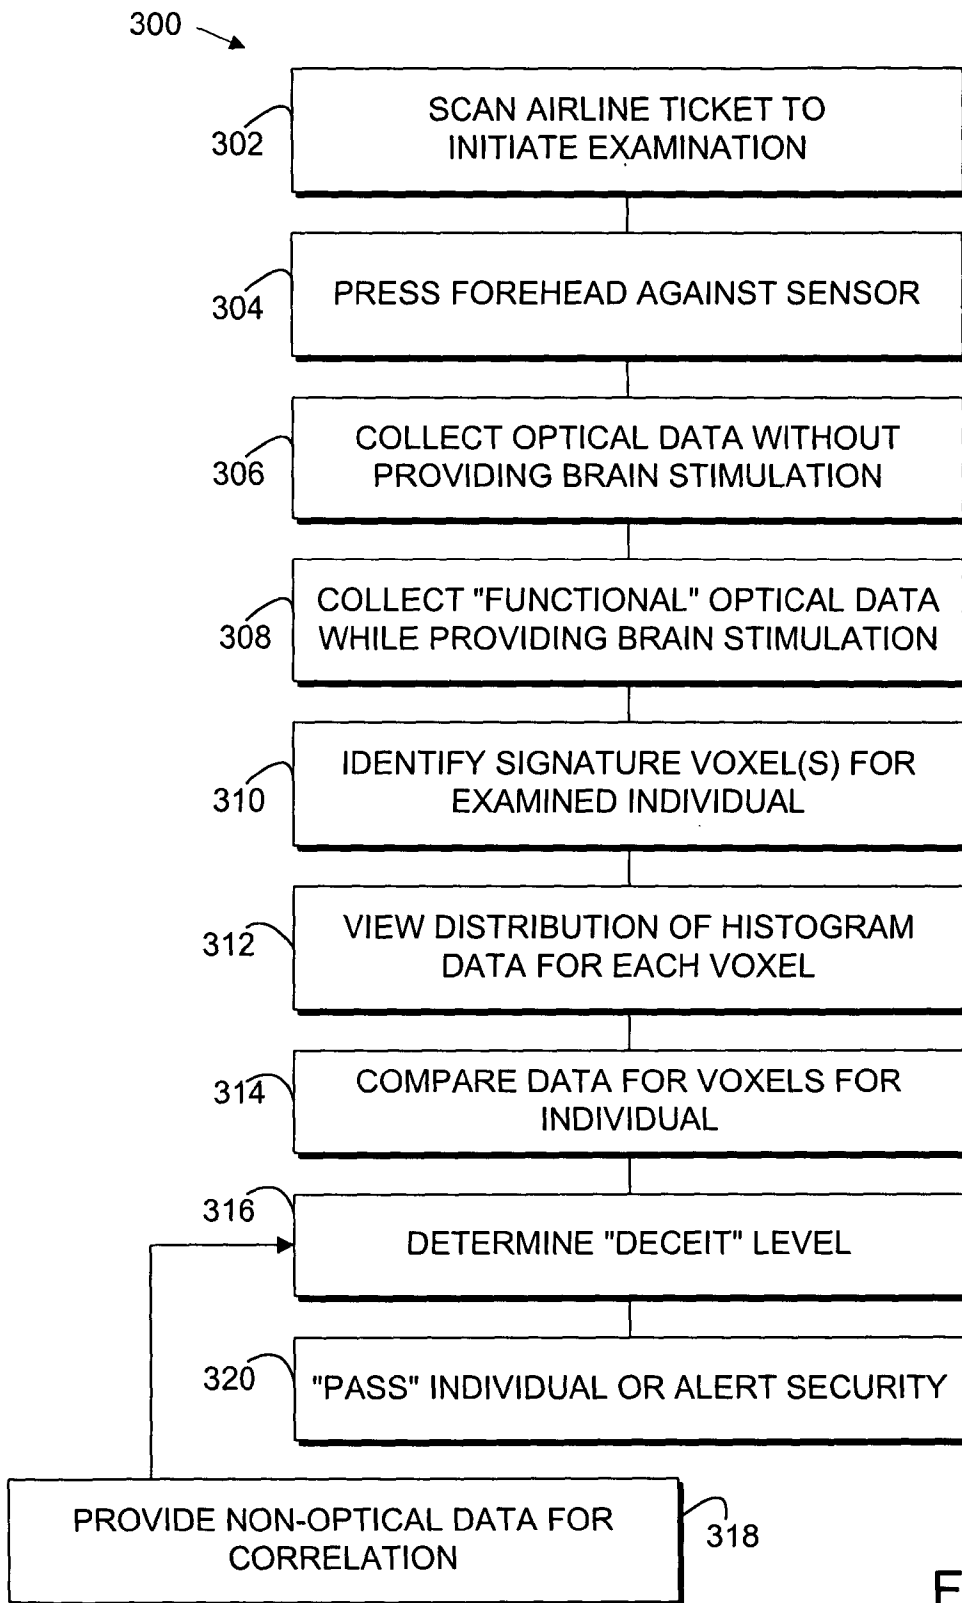 300
SCAN AIRLINE TICKET TO
INITIATE EXAMINATION
302
PRESS FOREHEAD AGAINST SENSOR
304
COLLECT OPTICAL DATA WITHOUT
PROVIDING BRAIN STIMULATION
306
COLLECT "FUNCTIONAL" OPTICAL DATA
WHILE PROVIDING BRAIN STIMULATION
308
IDENTIFY SIGNATURE VOXEL(S) FOR
EXAMINED INDIVIDUAL
310
VIEW DISTRIBUTION OF HISTOGRAM
DATA FOR EACH VOXEL
312
COMPARE DATA FOR VOXELS FOR
INDIVIDUAL
314
316
DETERMINE "DECEIT" LEVEL
320
"PASS" INDIVIDUAL OR ALERT SECURITY
PROVIDE NON-OPTICAL DATA FOR
CORRELATION
318
F